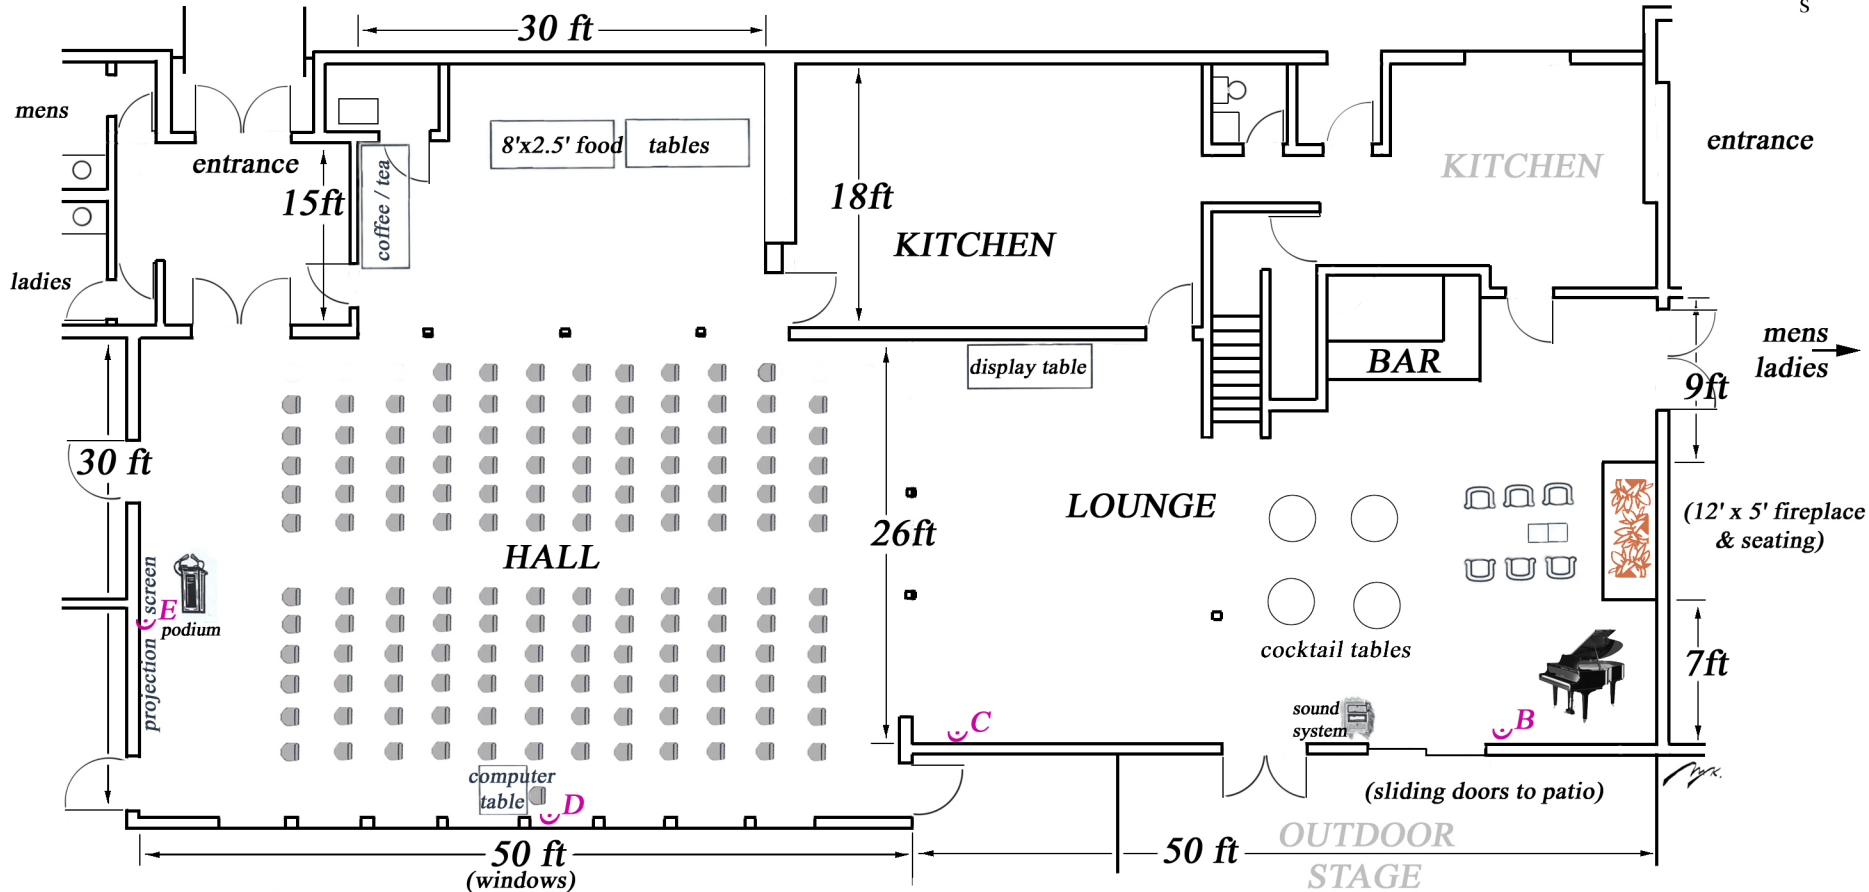 S
30 ft
mens
entrance
8'x2.5' food tables
entrance
KITCHEN
15ft
coffee / tea
18ft
KITCHEN
ladies
mens
ladies
display table
BAR
9ft
30 ft
LOUNGE
(12' x 5' fireplace
& seating)
26ft
HALL
projection screen
E
podium
cocktail tables
7ft
sound
system
C
B
computer
table
D
(sliding doors to patio)
OUTDOOR
STAGE
50 ft
(windows)
50 ft